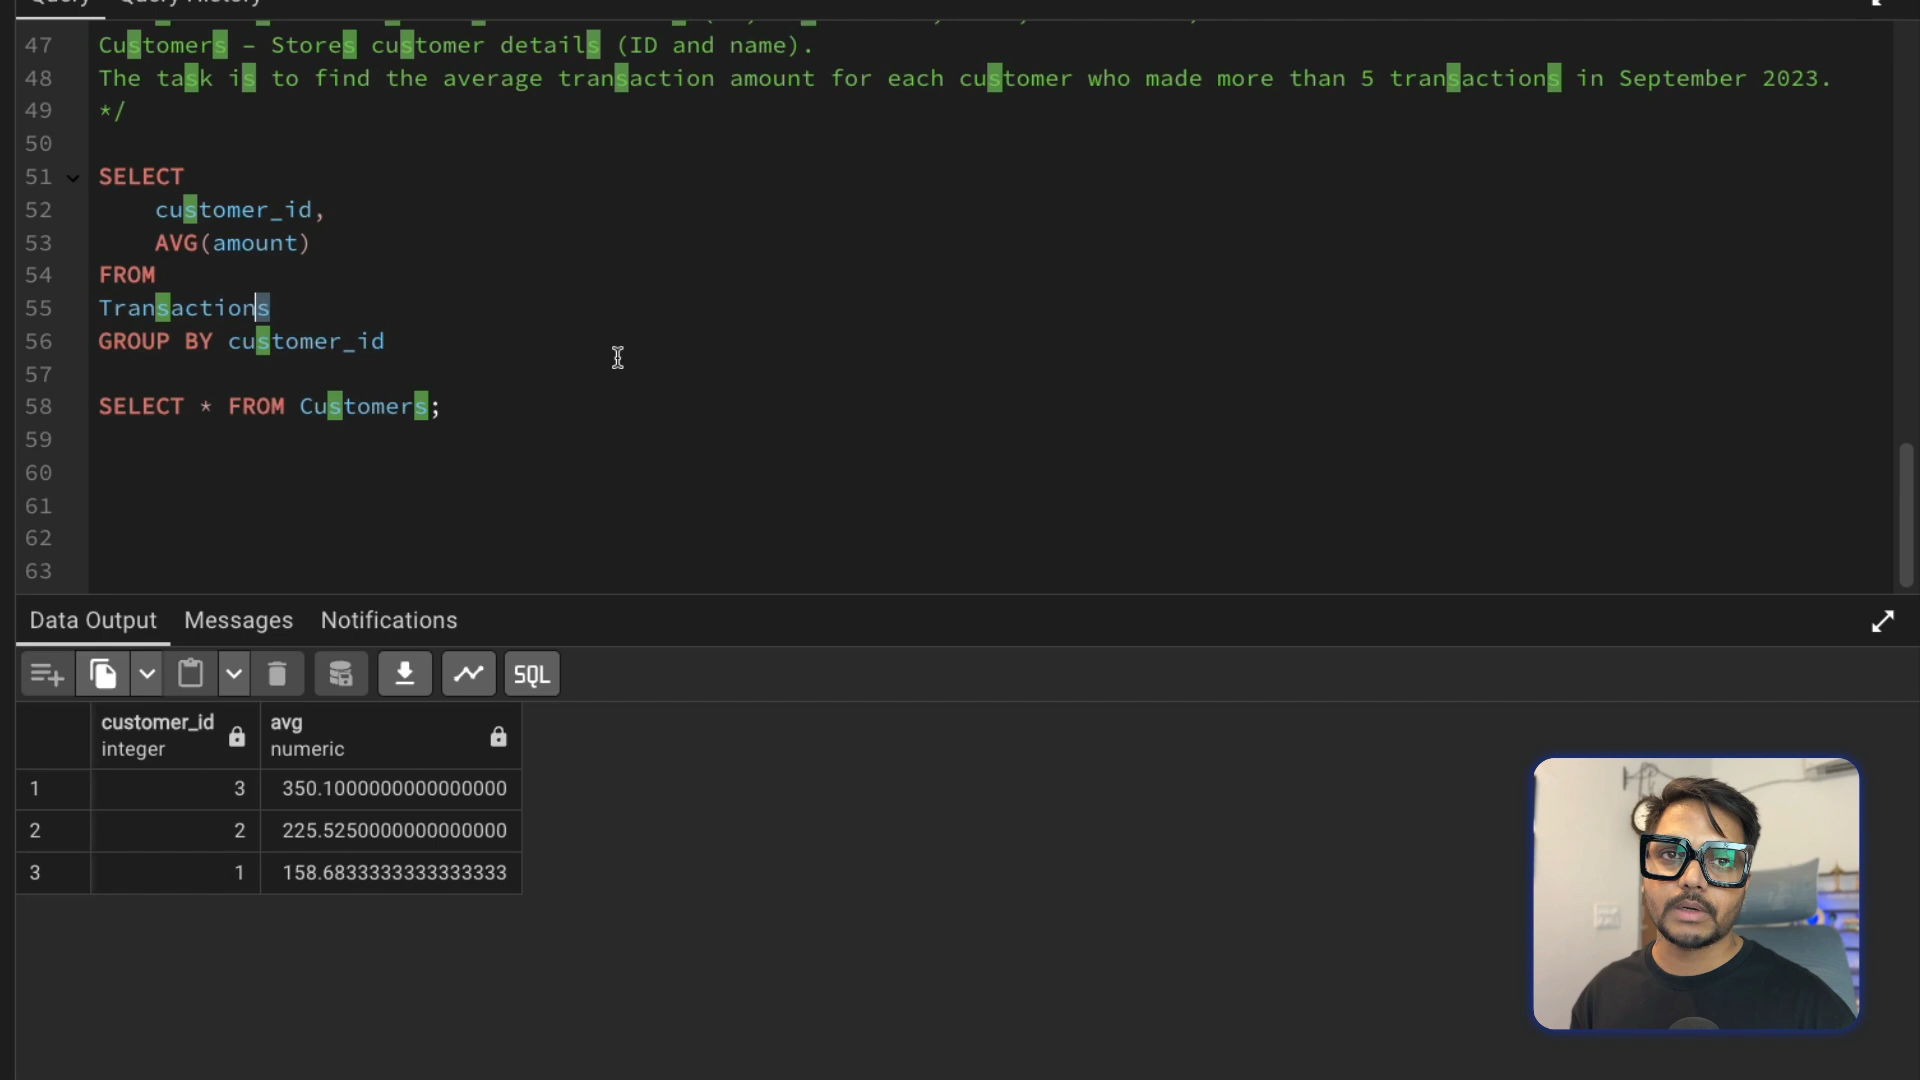 Query Query History
47 Customers – Stores customer details (ID and name).
48 The task is to find the average transaction amount for each customer who made more than 5 transactions in September 2023.
49 */
50
51 SELECT
52 customer_id,
53 AVG(amount)
54 FROM
55 Transactions
56 GROUP BY customer_id
57
58 SELECT * FROM Customers;
59
60
61
62
63
Data Output Messages Notifications
SQL
customer_id avg
integer numeric
1 3 350.1000000000000000
2 2 225.5250000000000000
3 1 158.6833333333333333